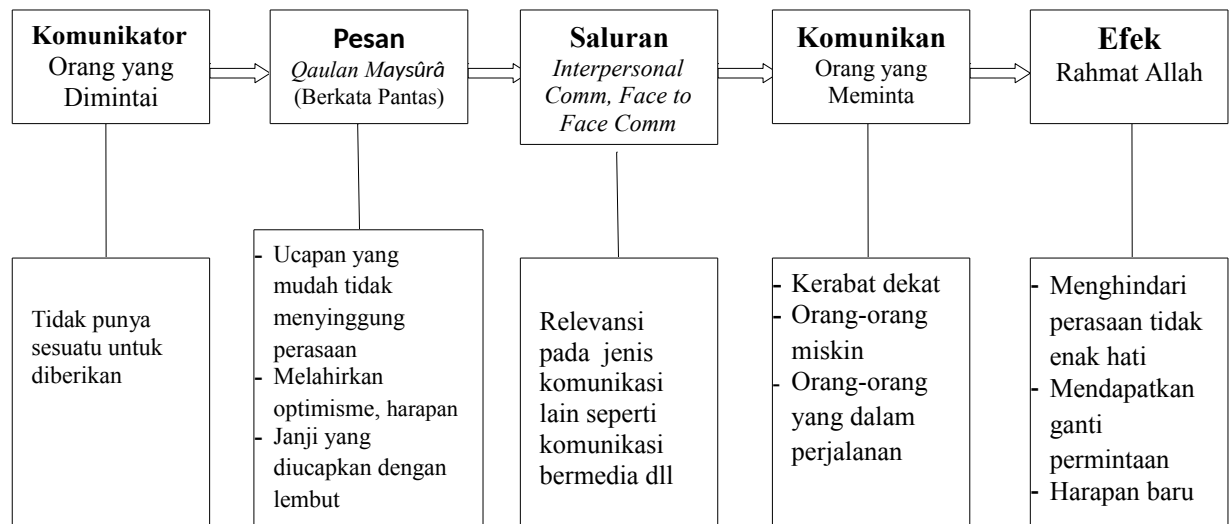 Komunikator
Orang yang
Dimintai
Pesan
Qaulan Maysûrâ
(Berkata Pantas)
Saluran
Interpersonal
Comm, Face to
Face Comm
Komunikan
Orang yang
Meminta
Efek
Rahmat Allah
Tidak punya
sesuatu untuk
diberikan
- Ucapan yang
mudah tidak
menyinggung
perasaan
- Melahirkan
optimisme, harapan
- Janji yang
diucapkan dengan
lembut
Relevansi
pada jenis
komunikasi
lain seperti
komunikasi
bermedia dll
- Kerabat dekat
- Orang-orang
miskin
- Orang-orang
yang dalam
perjalanan
- Menghindari
perasaan tidak
enak hati
- Mendapatkan
ganti
permintaan
- Harapan baru